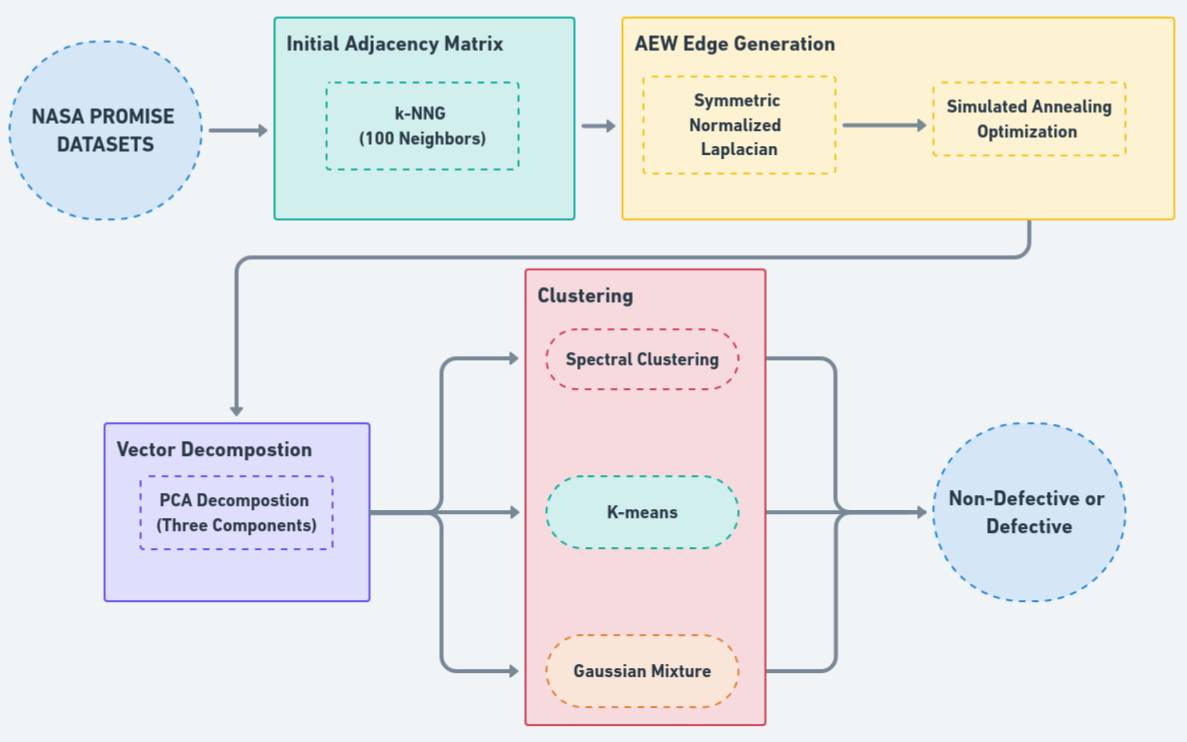 NASA PROMISE
DATASETS
Initial Adjacency Matrix
k-NNG
(100 Neighbors)
AEW Edge Generation
Symmetric
Normalized
Laplacian
Simulated Annealing
Optimization
Vector Decompostion
PCA Decompostion
(Three Components)
Clustering
Spectral Clustering
K-means
Gaussian Mixture
Non-Defective or
Defective